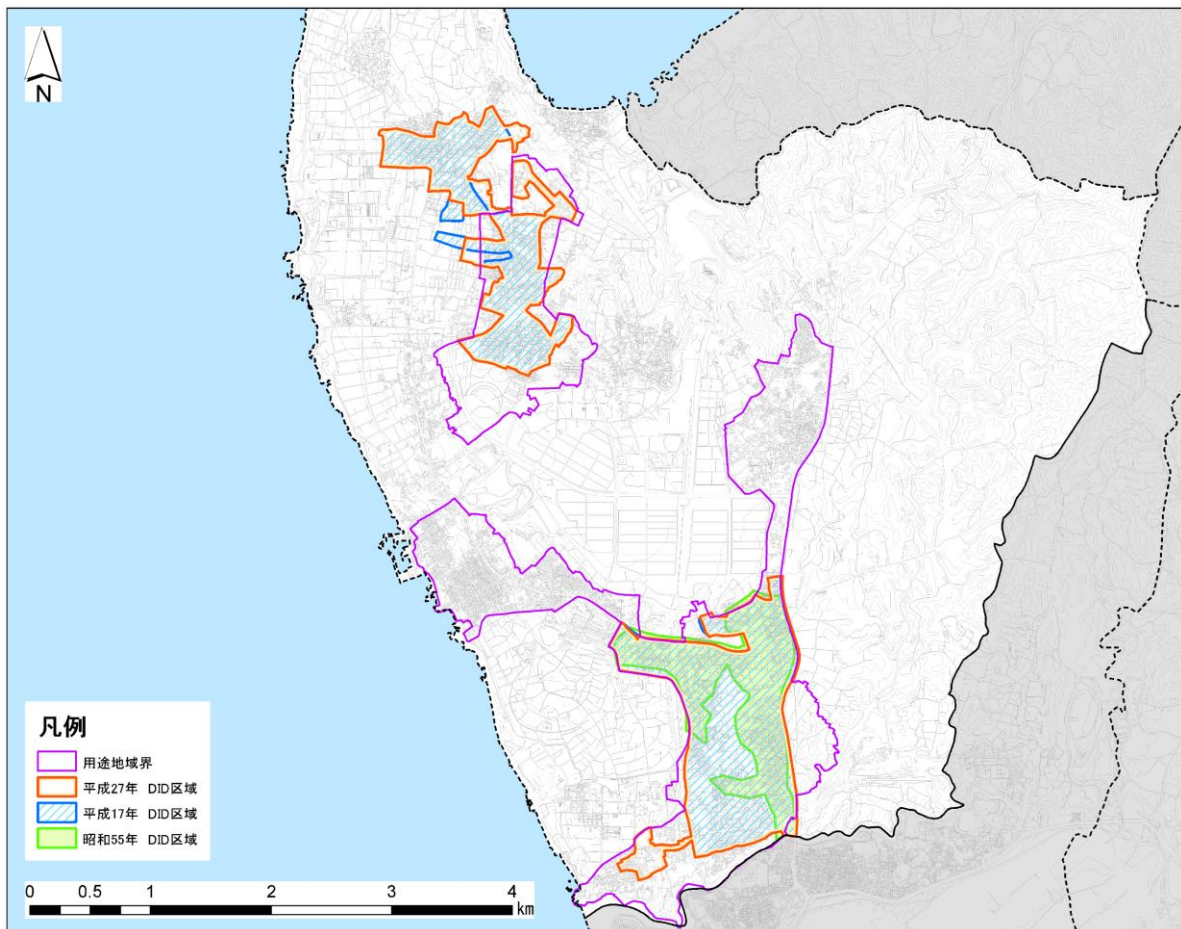 N
凡例
用途地域界
平成27年 DID区域
平成17年 DID区域
昭和55年 DID区域
0 0.5 1 2 3 4
km